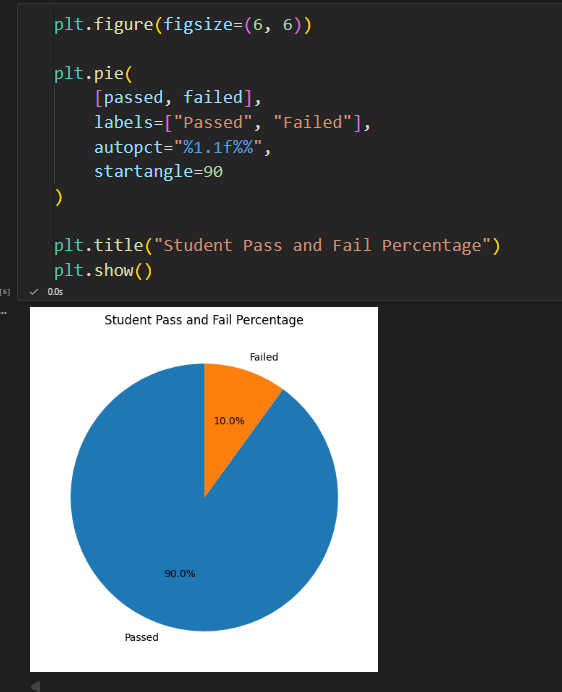 plt.figure(figsize=(6, 6))
plt.pie(
[passed, failed],
labels=["Passed", "Failed"],
autopct="%1.1f%%",
startangle=90
)
plt.title("Student Pass and Fail Percentage")
plt.show()
[6]
0.0s
...
Student Pass and Fail Percentage
Failed
10.0%
90.0%
Passed